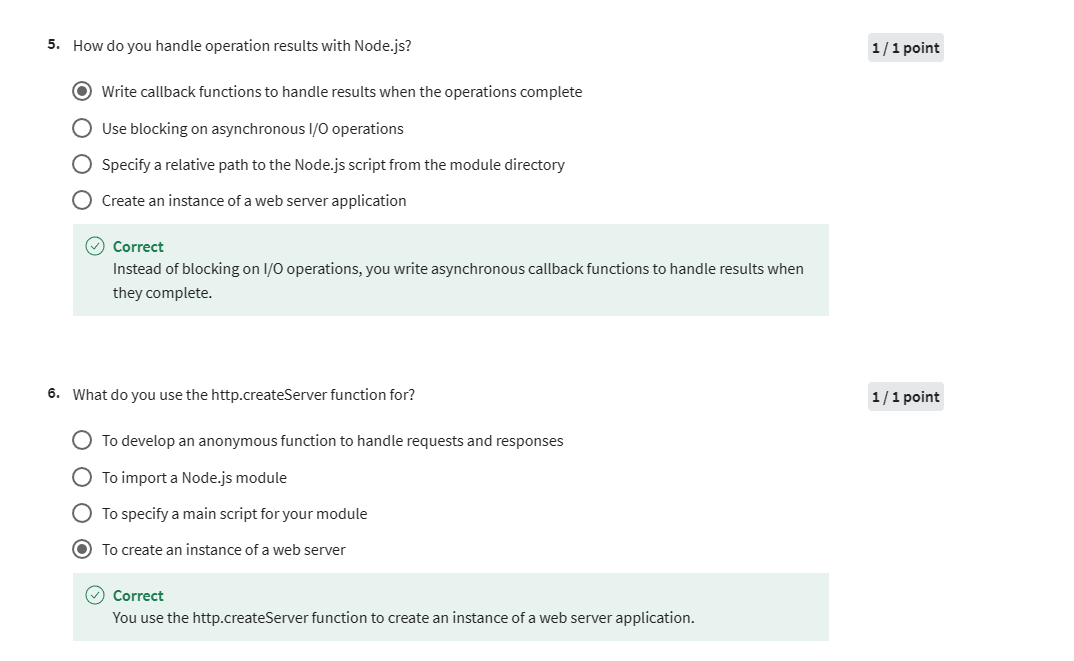 5. How do you handle operation results with Node.js?
1 / 1 point
Write callback functions to handle results when the operations complete
Use blocking on asynchronous I/O operations
Specify a relative path to the Node.js script from the module directory
Create an instance of a web server application
Correct
Instead of blocking on I/O operations, you write asynchronous callback functions to handle results when
they complete.
6. What do you use the http.createServer function for?
1 / 1 point
To develop an anonymous function to handle requests and responses
To import a Node.js module
To specify a main script for your module
To create an instance of a web server
Correct
You use the http.createServer function to create an instance of a web server application.